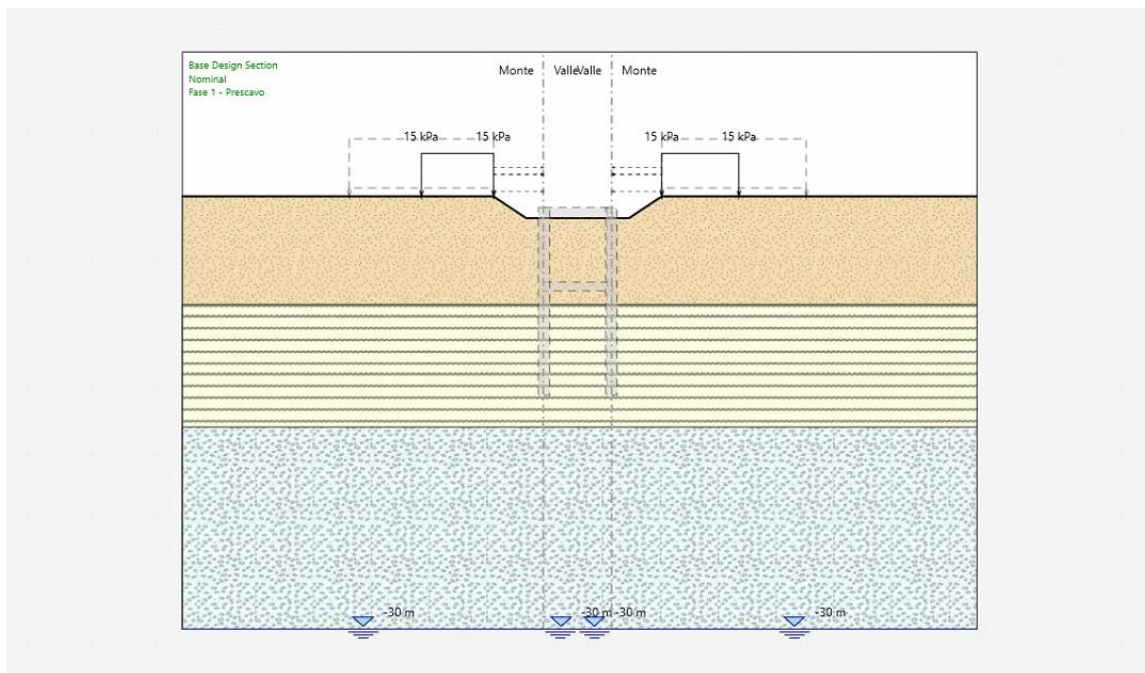 Base Design Section
Nominal
Fase 1 - Prescavo
Monte ValleValle Monte
15 kPa 15 kPa 15 kPa 15 kPa
-30 m -30 m -30 m -30 m